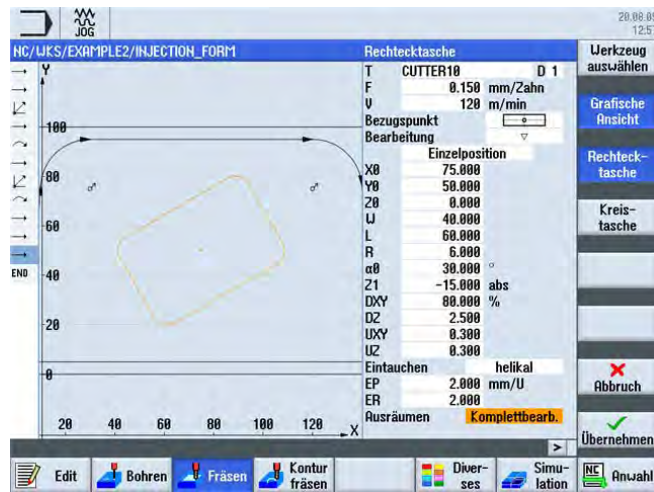 JOG
20.08.0
12:5
NC/WKS/EXAMPLE2/INJECTION_FORM
Rechtecktasche
Y
100
80
60
40
20
0
20 40 60 80 100 120 X
END
T CUTTER10 D 1
F 0.150 mm/Zahn
V 120 m/min
Bezugspunkt
Bearbeitung ▽
Einzelposition
X0 75.000
Y0 50.000
Z0 0.000
W 40.000
L 60.000
R 6.000
α0 30.000 °
Z1 -15.000 abs
DXY 80.000 %
DZ 2.500
UXY 0.300
UZ 0.300
Eintauchen helikal
EP 2.000 mm/U
ER 2.000
Ausräumen Komplettbearb.
>
Werkzeug
auswählen
Grafische
Ansicht
Rechteck-
tasche
Kreis-
tasche
Abbruch
Übernehmen
Edit
Bohren
Fräsen
Kontur
fräsen
Diver-
ses
Simu-
lation
NC Anwahl